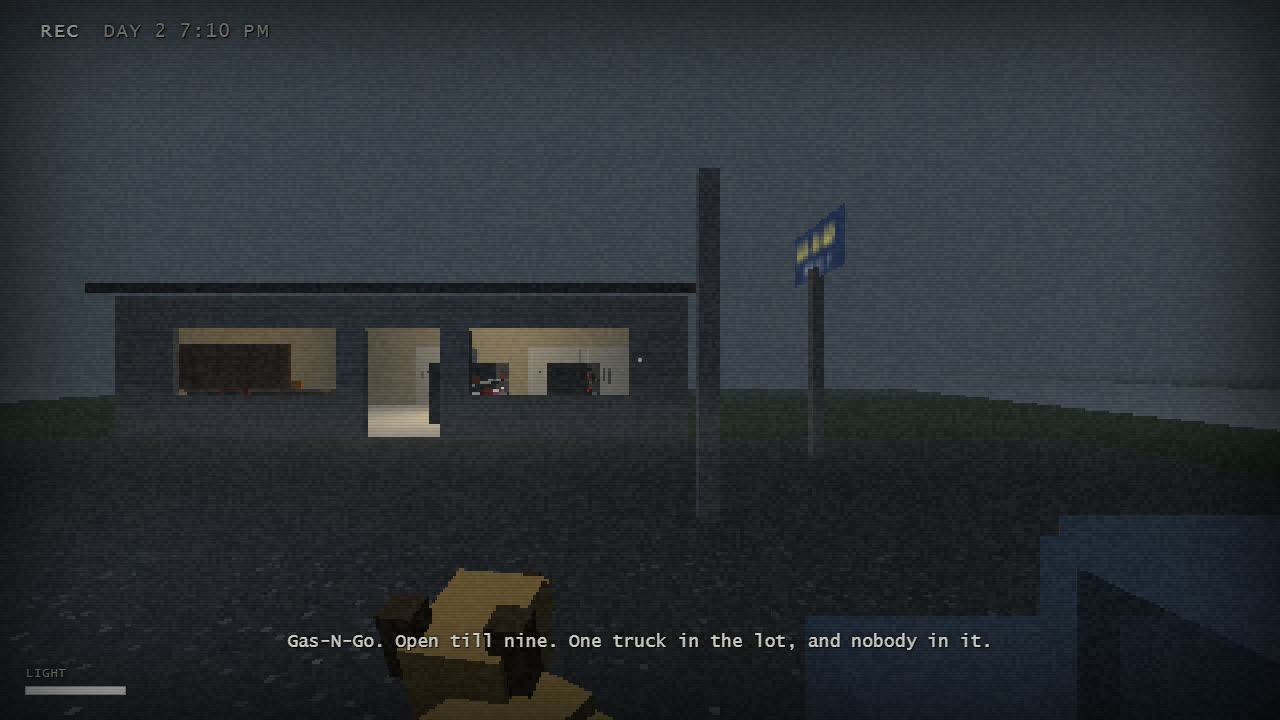 REC DAY 2 7:10 PM
Gas-N-Go. Open till nine. One truck in the lot, and nobody in it.
LIGHT